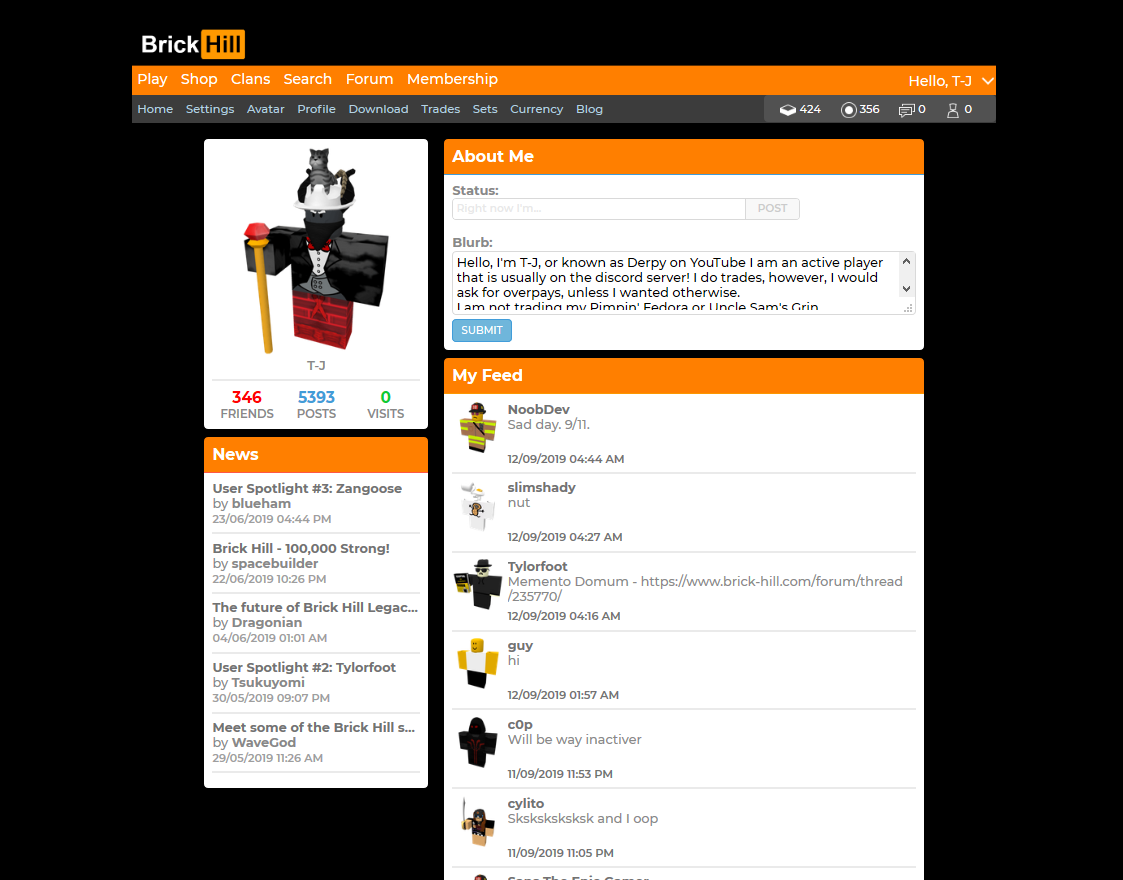 Brick Hill
Play Shop Clans Search Forum Membership Hello, T-J
Home Settings Avatar Profile Download Trades Sets Currency Blog 424 356 0 0
T-J
346 5393 0
FRIENDS POSTS VISITS
News
User Spotlight #3: Zangoose
by blueham
23/06/2019 04:44 PM
Brick Hill - 100,000 Strong!
by spacebuilder
22/06/2019 10:26 PM
The future of Brick Hill Legac...
by Dragonian
04/06/2019 01:01 AM
User Spotlight #2: Tylorfoot
by Tsukuyomi
30/05/2019 09:07 PM
Meet some of the Brick Hill s...
by WaveGod
29/05/2019 11:26 AM
About Me
Status:
Right now I'm... POST
Blurb:
Hello, I'm T-J, or known as Derpy on YouTube I am an active player
that is usually on the discord server! I do trades, however, I would
ask for overpays, unless I wanted otherwise.
I am not trading my Pimpin' Fedora or Uncle Sam's Grin
SUBMIT
My Feed
NoobDev
Sad day. 9/11.
12/09/2019 04:44 AM
slimshady
nut
12/09/2019 04:27 AM
Tylorfoot
Memento Domum - https://www.brick-hill.com/forum/thread
/235770/
12/09/2019 04:16 AM
guy
hi
12/09/2019 01:57 AM
c0p
Will be way inactiver
11/09/2019 11:53 PM
cylito
Sksksksksksk and I oop
11/09/2019 11:05 PM